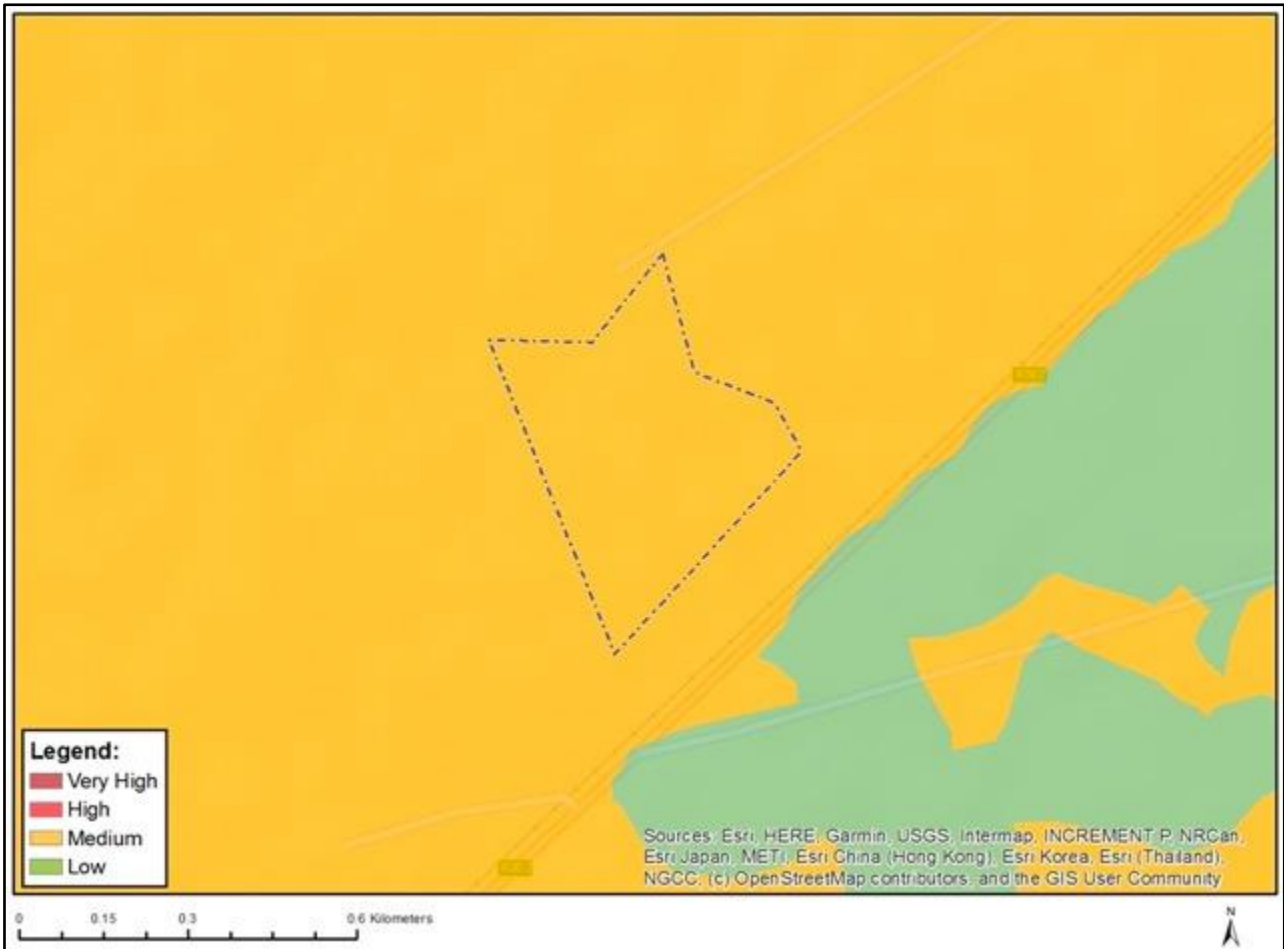 Legend:
Very High
High
Medium
Low
Sources: Esri, HERE, Garmin, USGS, Intermap, INCREMENT P, NRCan,
Esri Japan, METI, Esri China (Hong Kong), Esri Korea, Esri (Thailand),
NGCC, (c) OpenStreetMap contributors, and the GIS User Community
0 0.15 0.3 0.6 Kilometers
N